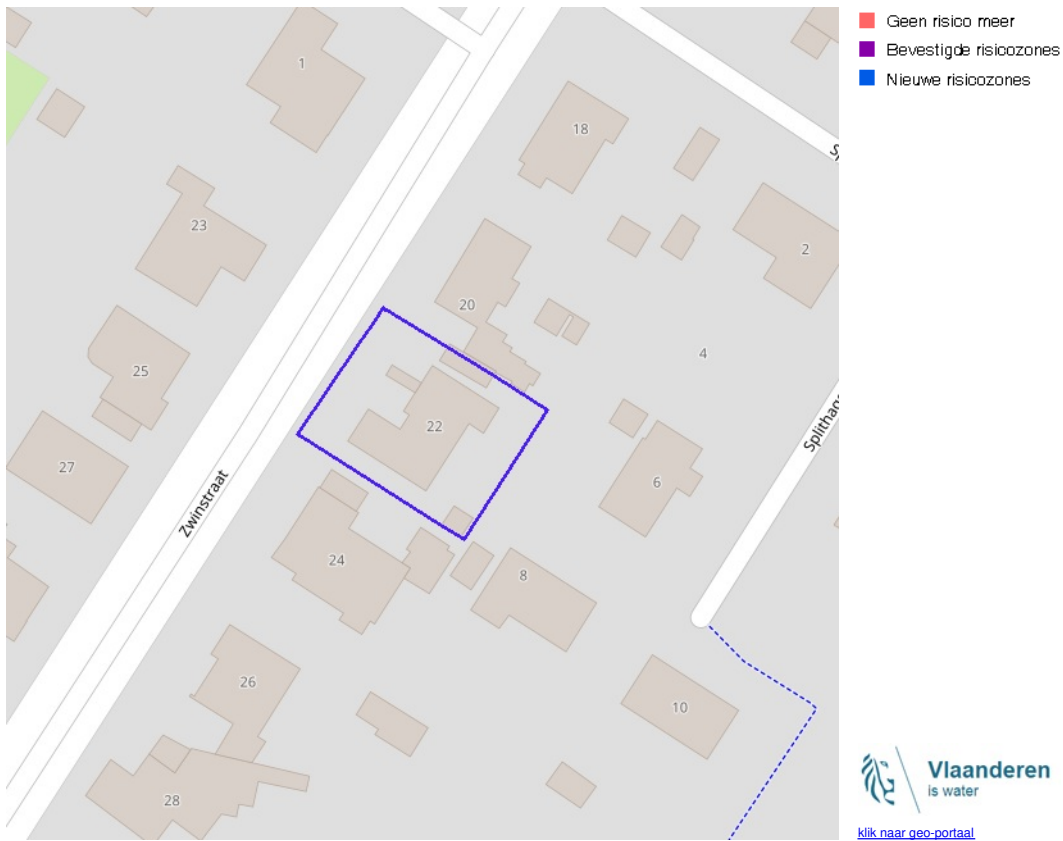 Geen risico meer
Bevestigde risicozones
Nieuwe risicozones
1
18
23
2
20
4
25
22
27
6
Zwinstraat
24
8
26
10
28
Vlaanderen
is water
klik naar geo-portaal